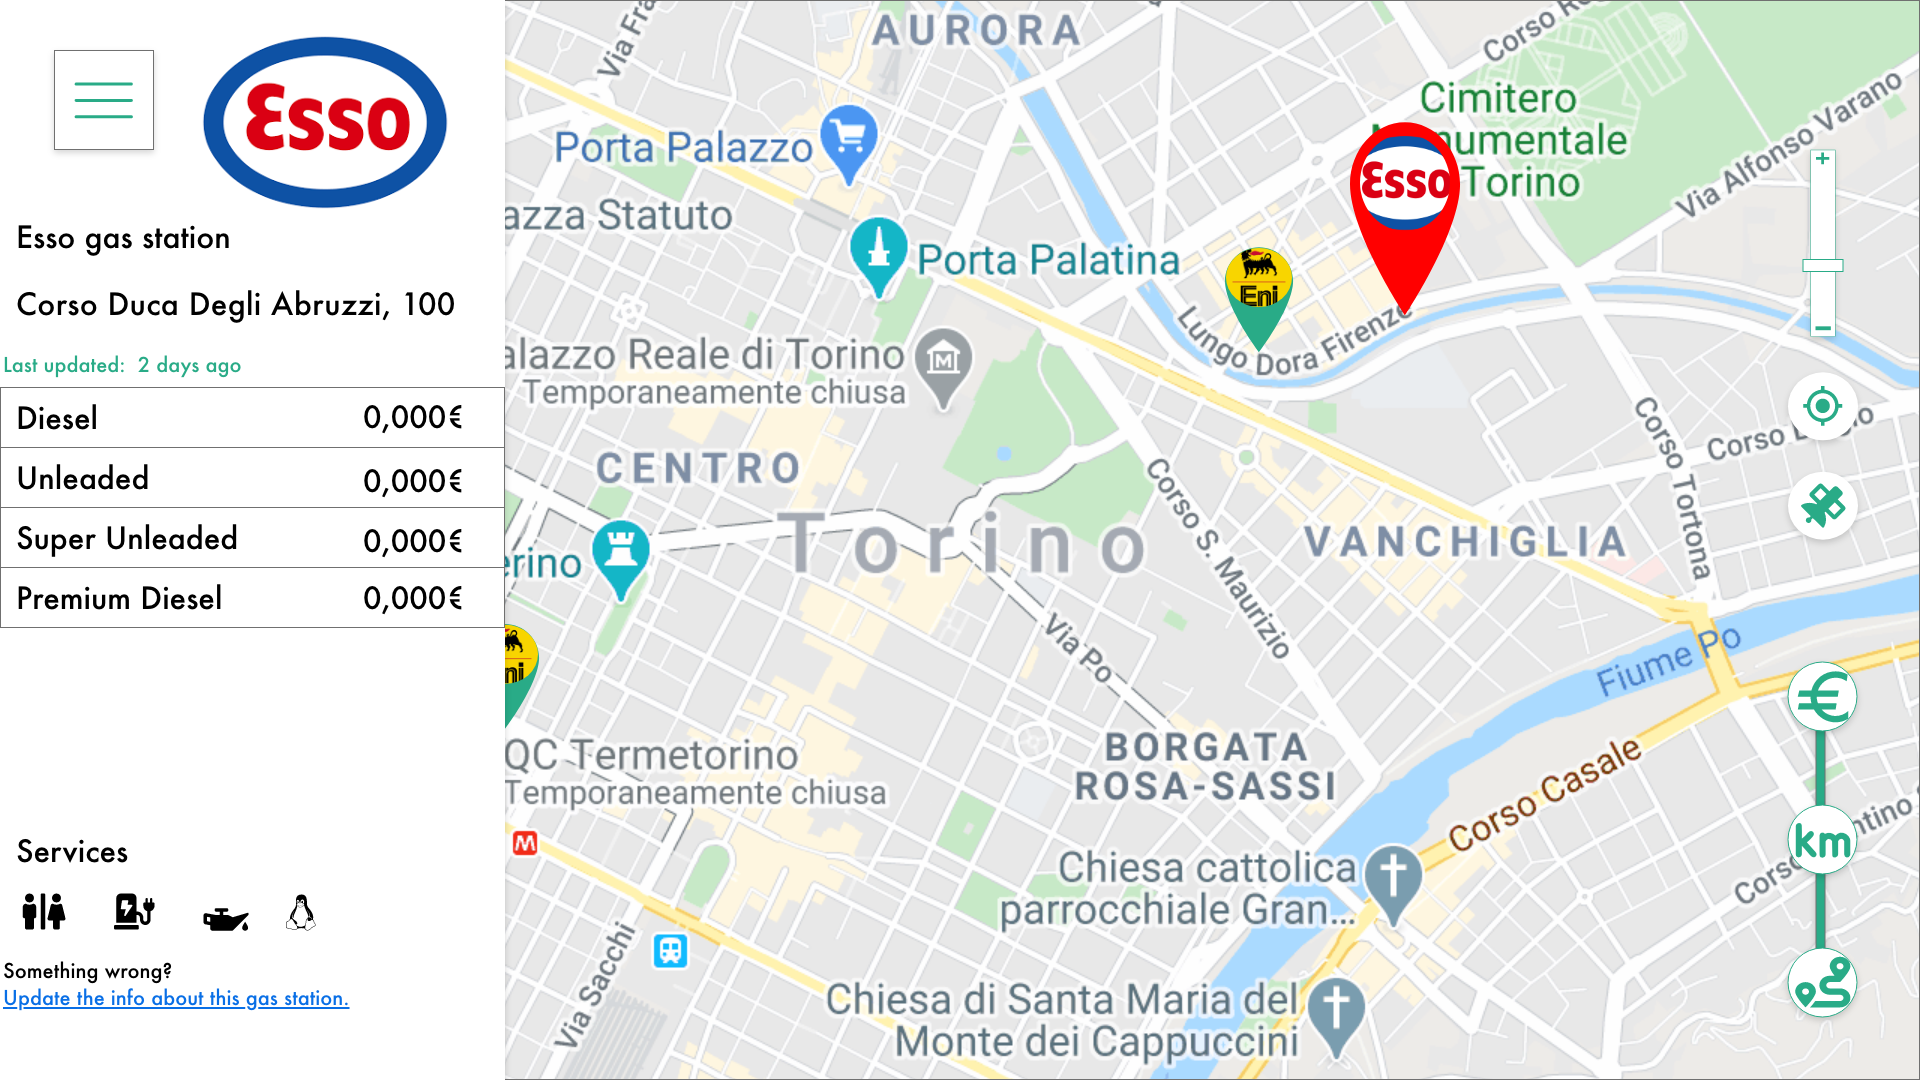 Esso
Esso gas station
Corso Duca Degli Abruzzi, 100
Last updated: 2 days ago
Diesel 0,000€
Unleaded 0,000€
Super Unleaded 0,000€
Premium Diesel 0,000€
Services
Something wrong?
Update the info about this gas station.
AURORA
Via Fra
Corso Re
Cimitero
Monumentale
Torino
Via Alfonso Varano
Porta Palazzo
Esso
+
azza Statuto
Porta Palatina
Eni
Lungo Dora Firenze
−
alazzo Reale di Torino
Temporaneamente chiusa
M
CENTRO
Corso Tortona
Corso
Torino
Corso S. Maurizio
VANCHIGLIA
erino
Via Po
Fiume Po
ni
€
QC Termetorino
Temporaneamente chiusa
BORGATA
ROSA-SASSI
Corso Casale
M
km
ntino
Corso
Chiesa cattolica
parrocchiale Gran...
Via Sacchi
Chiesa di Santa Maria del
Monte dei Cappuccini